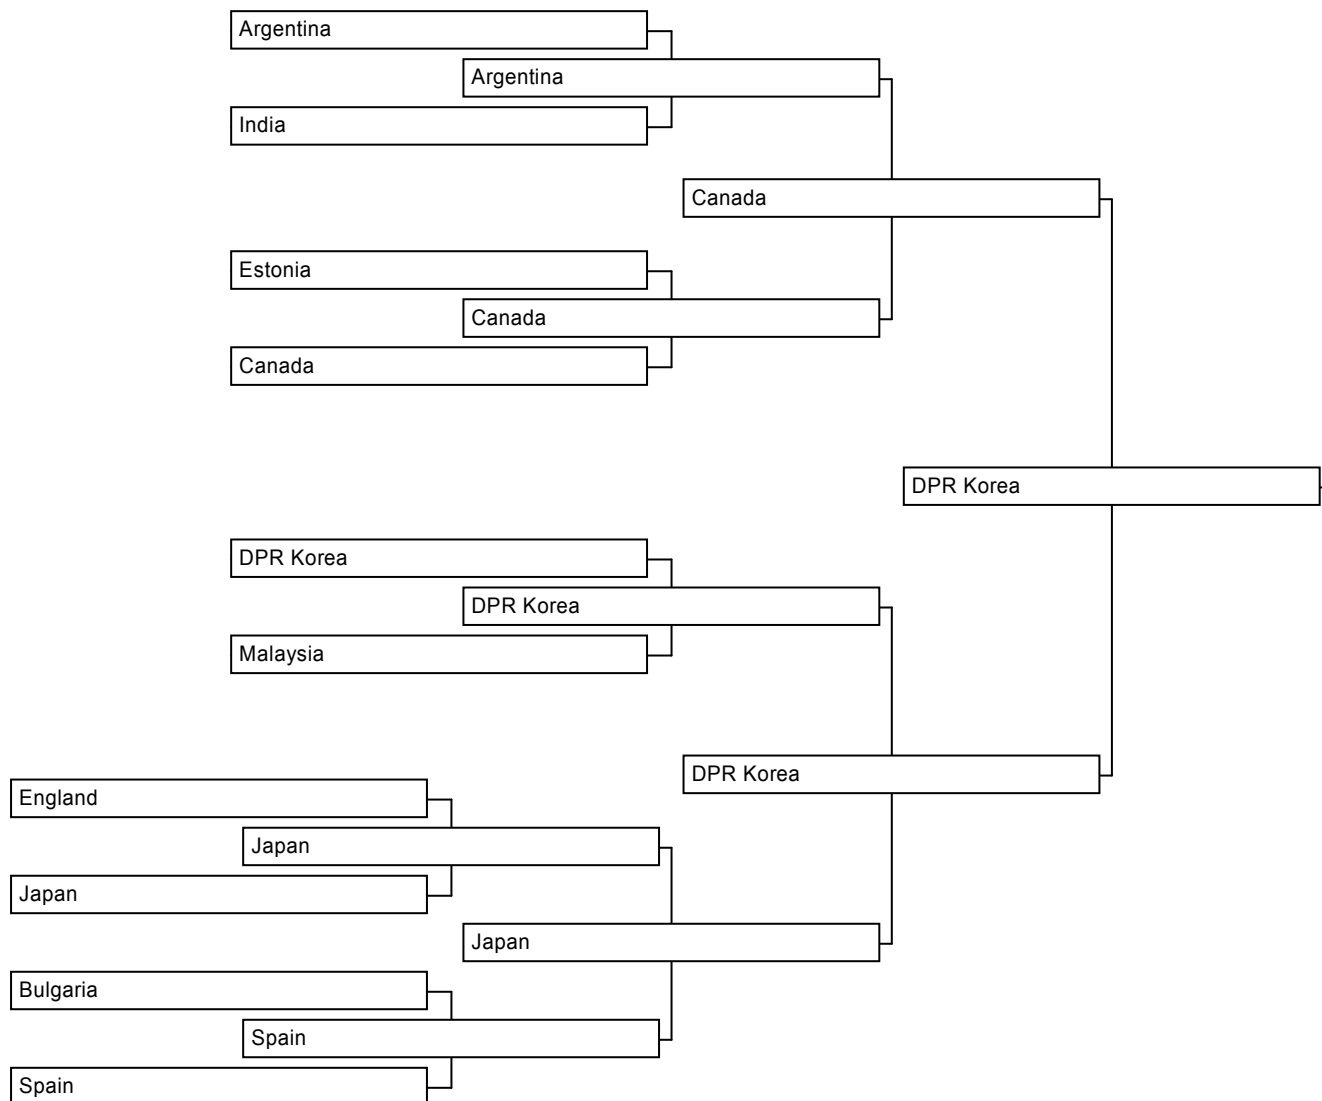 Argentina
Argentina
India
Canada
Estonia
Canada
Canada
DPR Korea
DPR Korea
DPR Korea
Malaysia
DPR Korea
England
Japan
Japan
Japan
Bulgaria
Spain
Spain